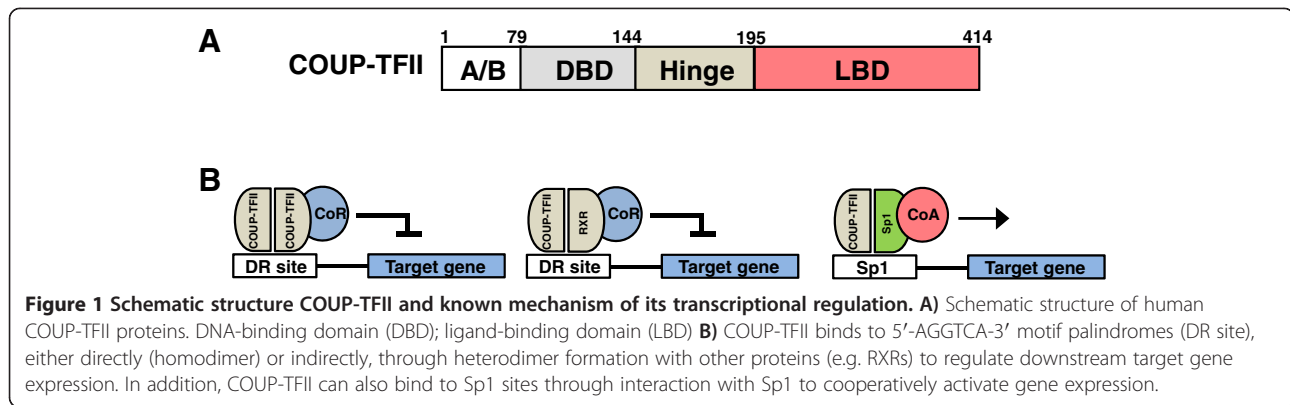 A
1 79 144 195 414
COUP-TFII A/B DBD Hinge LBD
B
COUP-TFII COUP-TFII CoR
DR site Target gene
COUP-TFII RXR CoR
DR site Target gene
COUP-TFII Sp1 CoA
Sp1 Target gene
Figure 1 Schematic structure COUP-TFII and known mechanism of its transcriptional regulation. A) Schematic structure of human
COUP-TFII proteins. DNA-binding domain (DBD); ligand-binding domain (LBD) B) COUP-TFII binds to 5′-AGGTCA-3′ motif palindromes (DR site),
either directly (homodimer) or indirectly, through heterodimer formation with other proteins (e.g. RXRs) to regulate downstream target gene
expression. In addition, COUP-TFII can also bind to Sp1 sites through interaction with Sp1 to cooperatively activate gene expression.